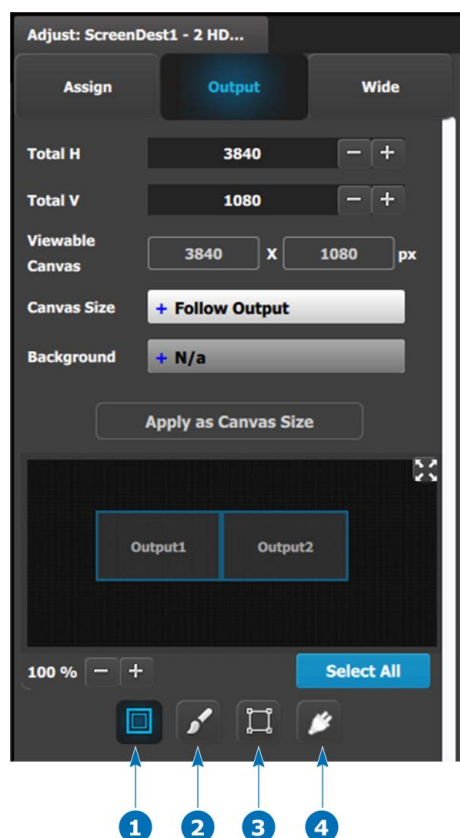 Adjust: ScreenDest1 - 2 HD...
Assign Output Wide
Total H 3840 − +
Total V 1080 − +
Viewable Canvas 3840 X 1080 px
Canvas Size + Follow Output
Background + N/a
Apply as Canvas Size
Output1 Output2
100 % − + Select All
1 2 3 4